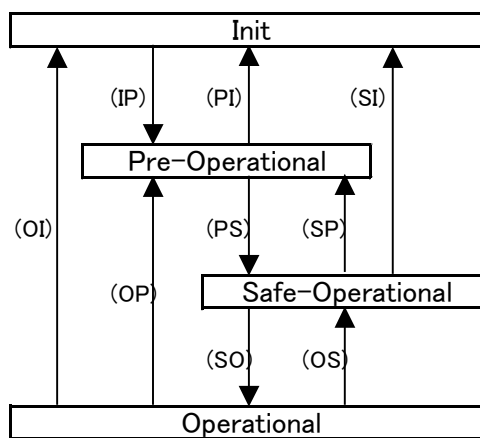 Init
(IP) (PI) (SI)
Pre-Operational
(OI) (PS) (SP)
(OP) Safe-Operational
(SO) (OS)
Operational